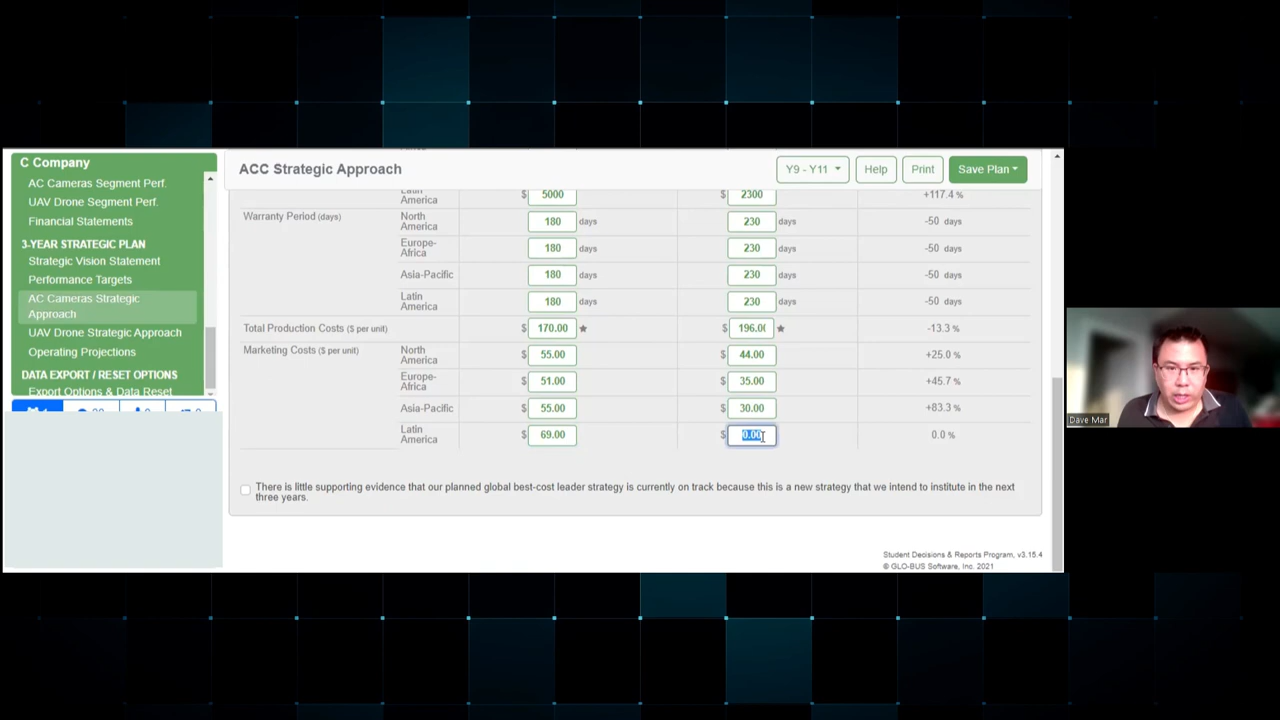 C Company
AC Cameras Segment Perf.
UAV Drone Segment Perf.
Financial Statements
3-YEAR STRATEGIC PLAN
Strategic Vision Statement
Performance Targets
AC Cameras Strategic
Approach
UAV Drone Strategic Approach
Operating Projections
DATA EXPORT / RESET OPTIONS
Export Options & Data Reset
ACC Strategic Approach
Y9 - Y11
Help
Print
Save Plan
Latin
America $ 5000 $ 2300 +117.4 %
Warranty Period (days) North
America 180 days 230 days -50 days
Europe-
Africa 180 days 230 days -50 days
Asia-Pacific 180 days 230 days -50 days
Latin
America 180 days 230 days -50 days
Total Production Costs ($ per unit) $ 170.00 ★ $ 196.0 ★ -13.3 %
Marketing Costs ($ per unit) North
America $ 55.00 $ 44.00 +25.0 %
Europe-
Africa $ 51.00 $ 35.00 +45.7 %
Asia-Pacific $ 55.00 $ 30.00 +83.3 %
Latin
America $ 69.00 $ 0.00 0.0 %
There is little supporting evidence that our planned global best-cost leader strategy is currently on track because this is a new strategy that we intend to institute in the next
three years.
Student Decisions & Reports Program, v3.15.4
© GLO-BUS Software, Inc. 2021
Dave Mar